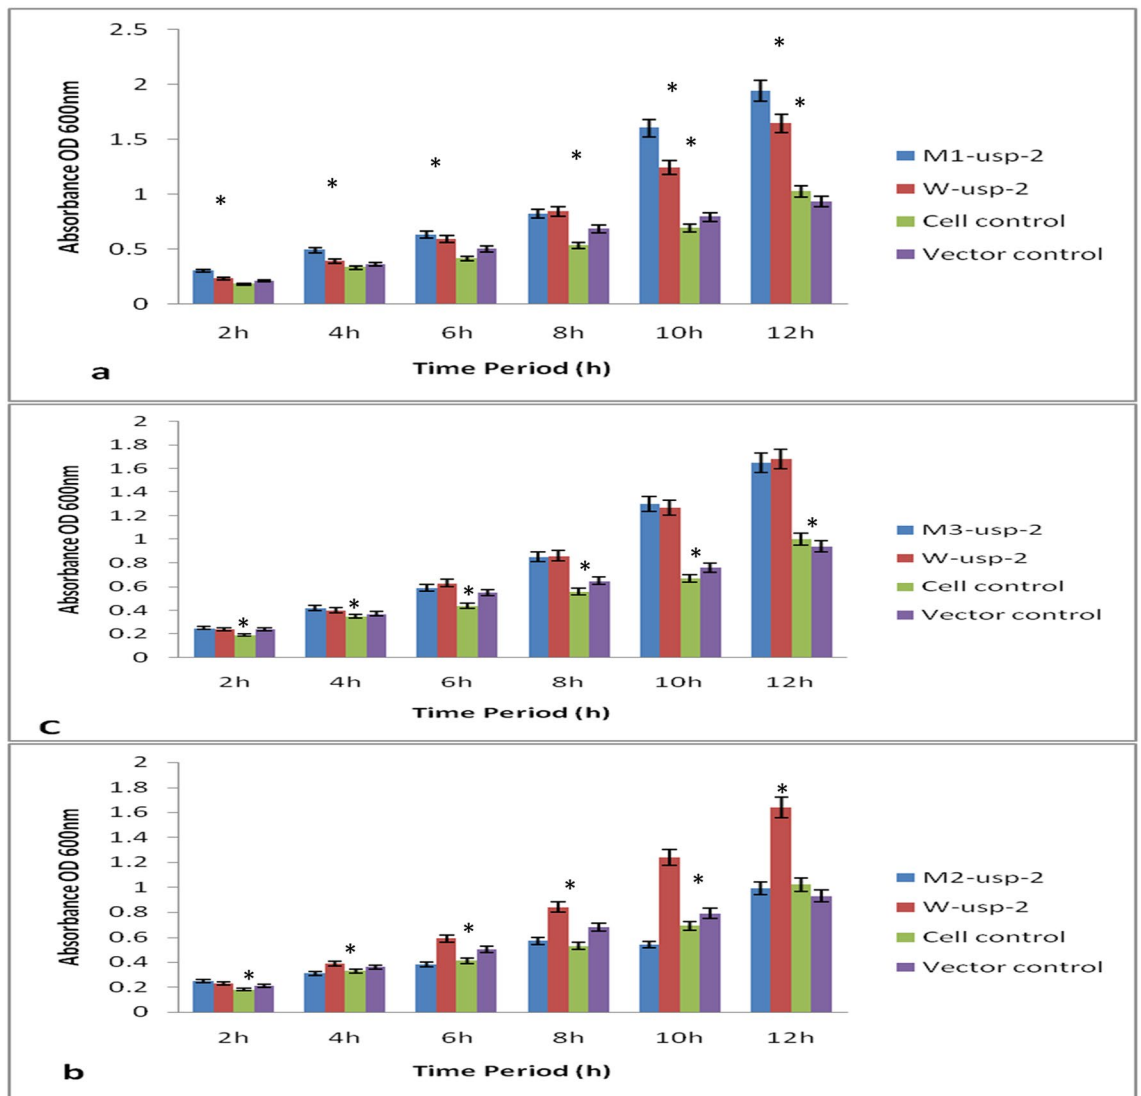 2.5
2
1.5
1
0.5
0
Absorbance OD 600nm
* * * * * * * *
2h 4h 6h 8h 10h 12h
Time Period (h)
M1-usp-2
W-usp-2
Cell control
Vector control
a
2
1.8
1.6
1.4
1.2
1
0.8
0.6
0.4
0.2
0
Absorbance OD 600nm
* * * * * *
2h 4h 6h 8h 10h 12h
Time Period (h)
M3-usp-2
W-usp-2
Cell control
Vector control
C
2
1.8
1.6
1.4
1.2
1
0.8
0.6
0.4
0.2
0
Absorbance OD 600nm
* * * * * *
2h 4h 6h 8h 10h 12h
Time Period (h)
M2-usp-2
W-usp-2
Cell control
Vector control
b